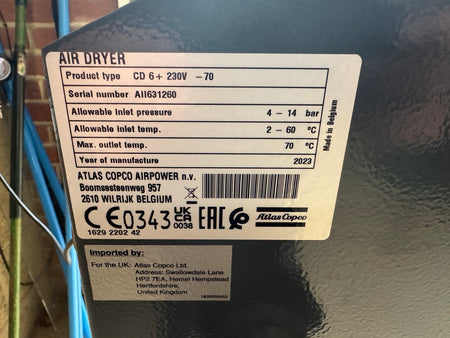 AIR DRYER
Product type CD 6+ 230V -70
Serial number AII631260
Allowable inlet pressure 4 - 14 bar
Allowable inlet temp. 2 - 60 °C
Max. outlet temp. 70 °C
Year of manufacture 2023
Made in Belgium
ATLAS COPCO AIRPOWER n.v.
Boomsesteenweg 957
2610 WILRIJK BELGIUM
CE0343 UK CA 0038 EAC Atlas Copco
1629 2202 42
Imported by:
For the UK: Atlas Copco Ltd.
Address: Swallowdale Lane
HP2 7EA, Hemel Hempstead
Hertfordshire,
United Kingdom